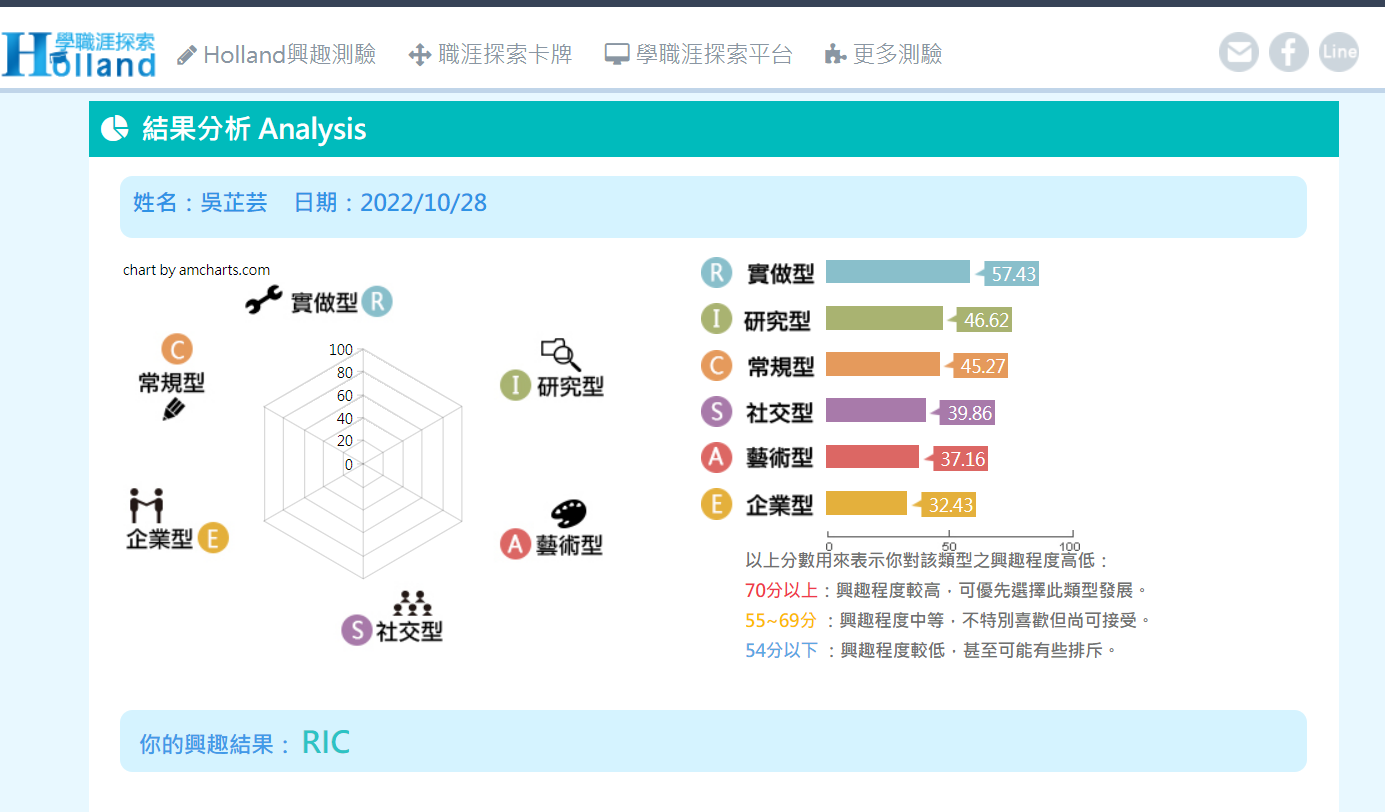 學職涯探索
Holland
Holland興趣測驗
職涯探索卡牌
學職涯探索平台
更多測驗
Line
結果分析 Analysis
姓名：吳芷芸 日期：2022/10/28
chart by amcharts.com
實做型 R
C
常規型
I 研究型
100
80
60
40
20
0
企業型 E
A 藝術型
S 社交型
R 實做型 57.43
I 研究型 46.62
C 常規型 45.27
S 社交型 39.86
A 藝術型 37.16
E 企業型 32.43
0 50 100
以上分數用來表示你對該類型之興趣程度高低：
70分以上：興趣程度較高，可優先選擇此類型發展。
55~69分 ：興趣程度中等，不特別喜歡但尚可接受。
54分以下 ：興趣程度較低，甚至可能有些排斥。
你的興趣結果： RIC